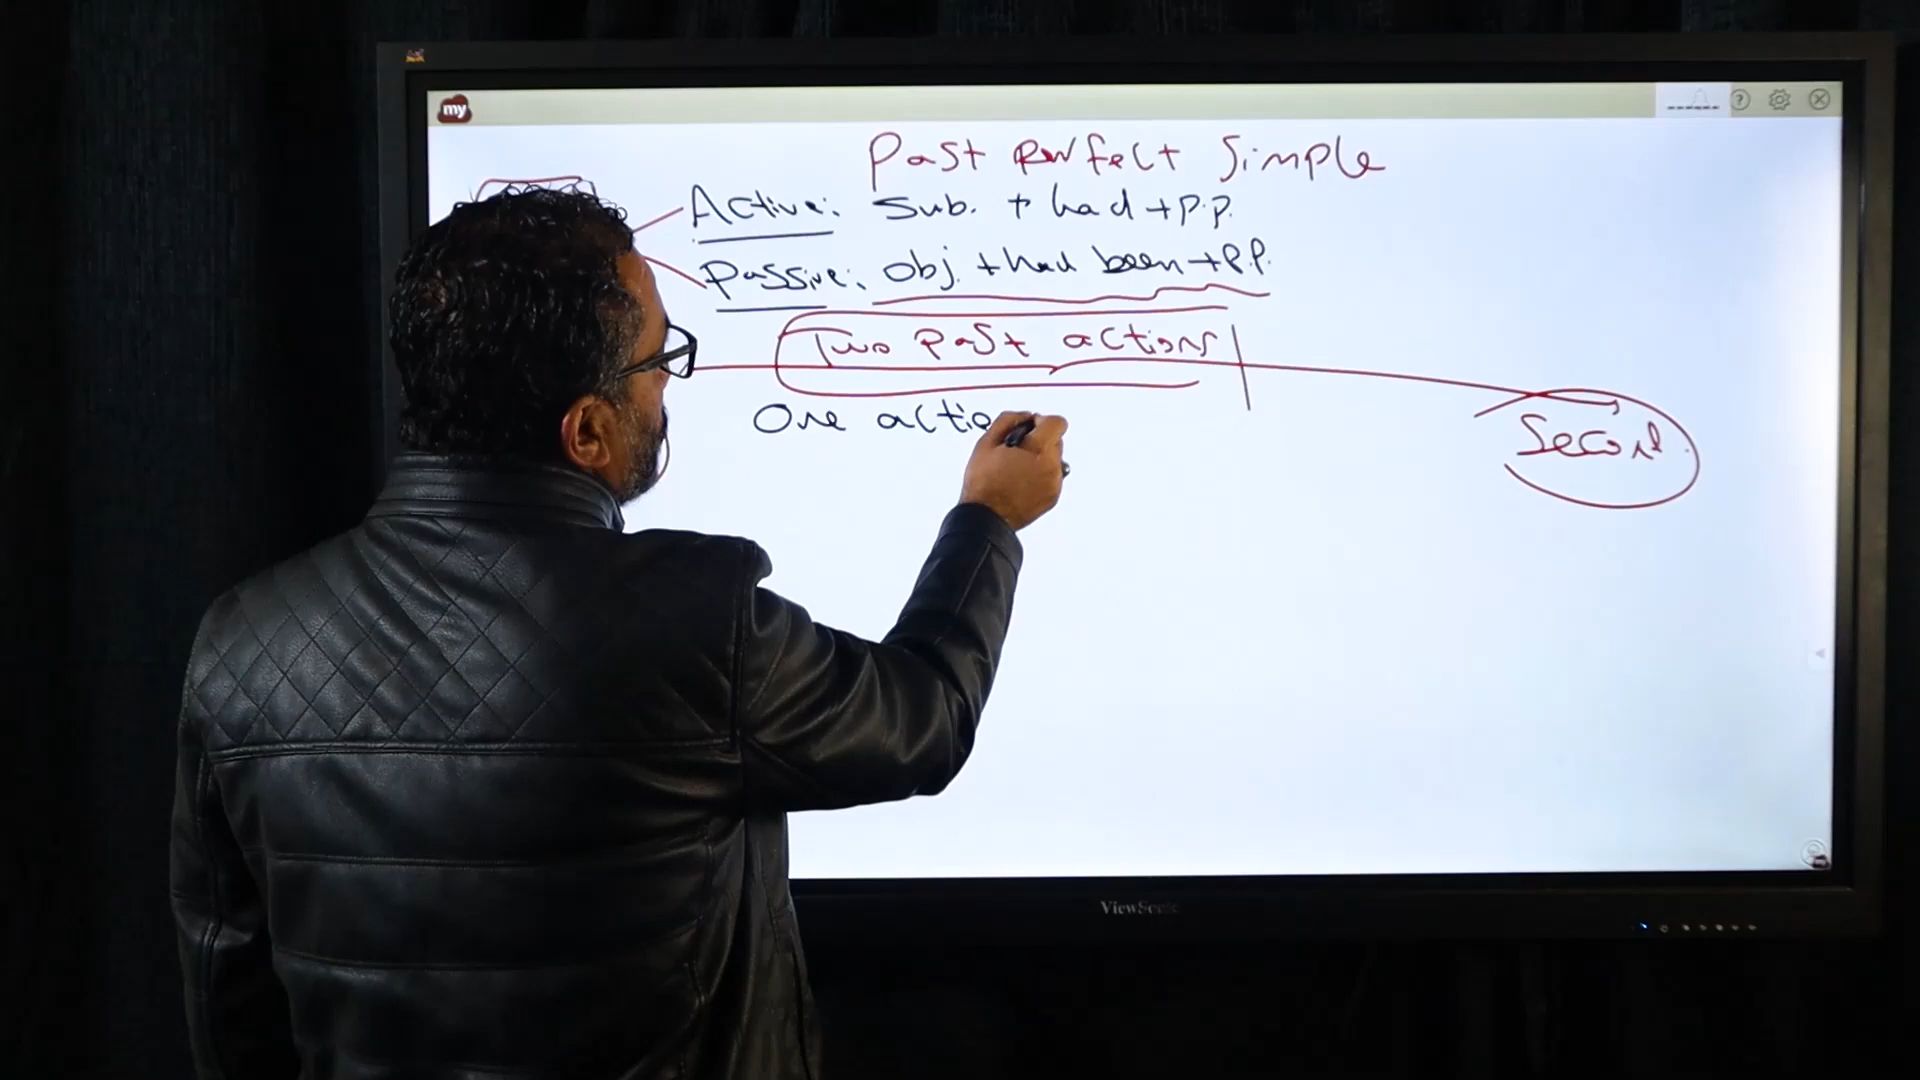 my
?
Past perfect Simple
Active: Sub. + had + p.p.
Passive: Obj. + had been + P.P.
Two Past actions
One actio
Second
ViewSonic